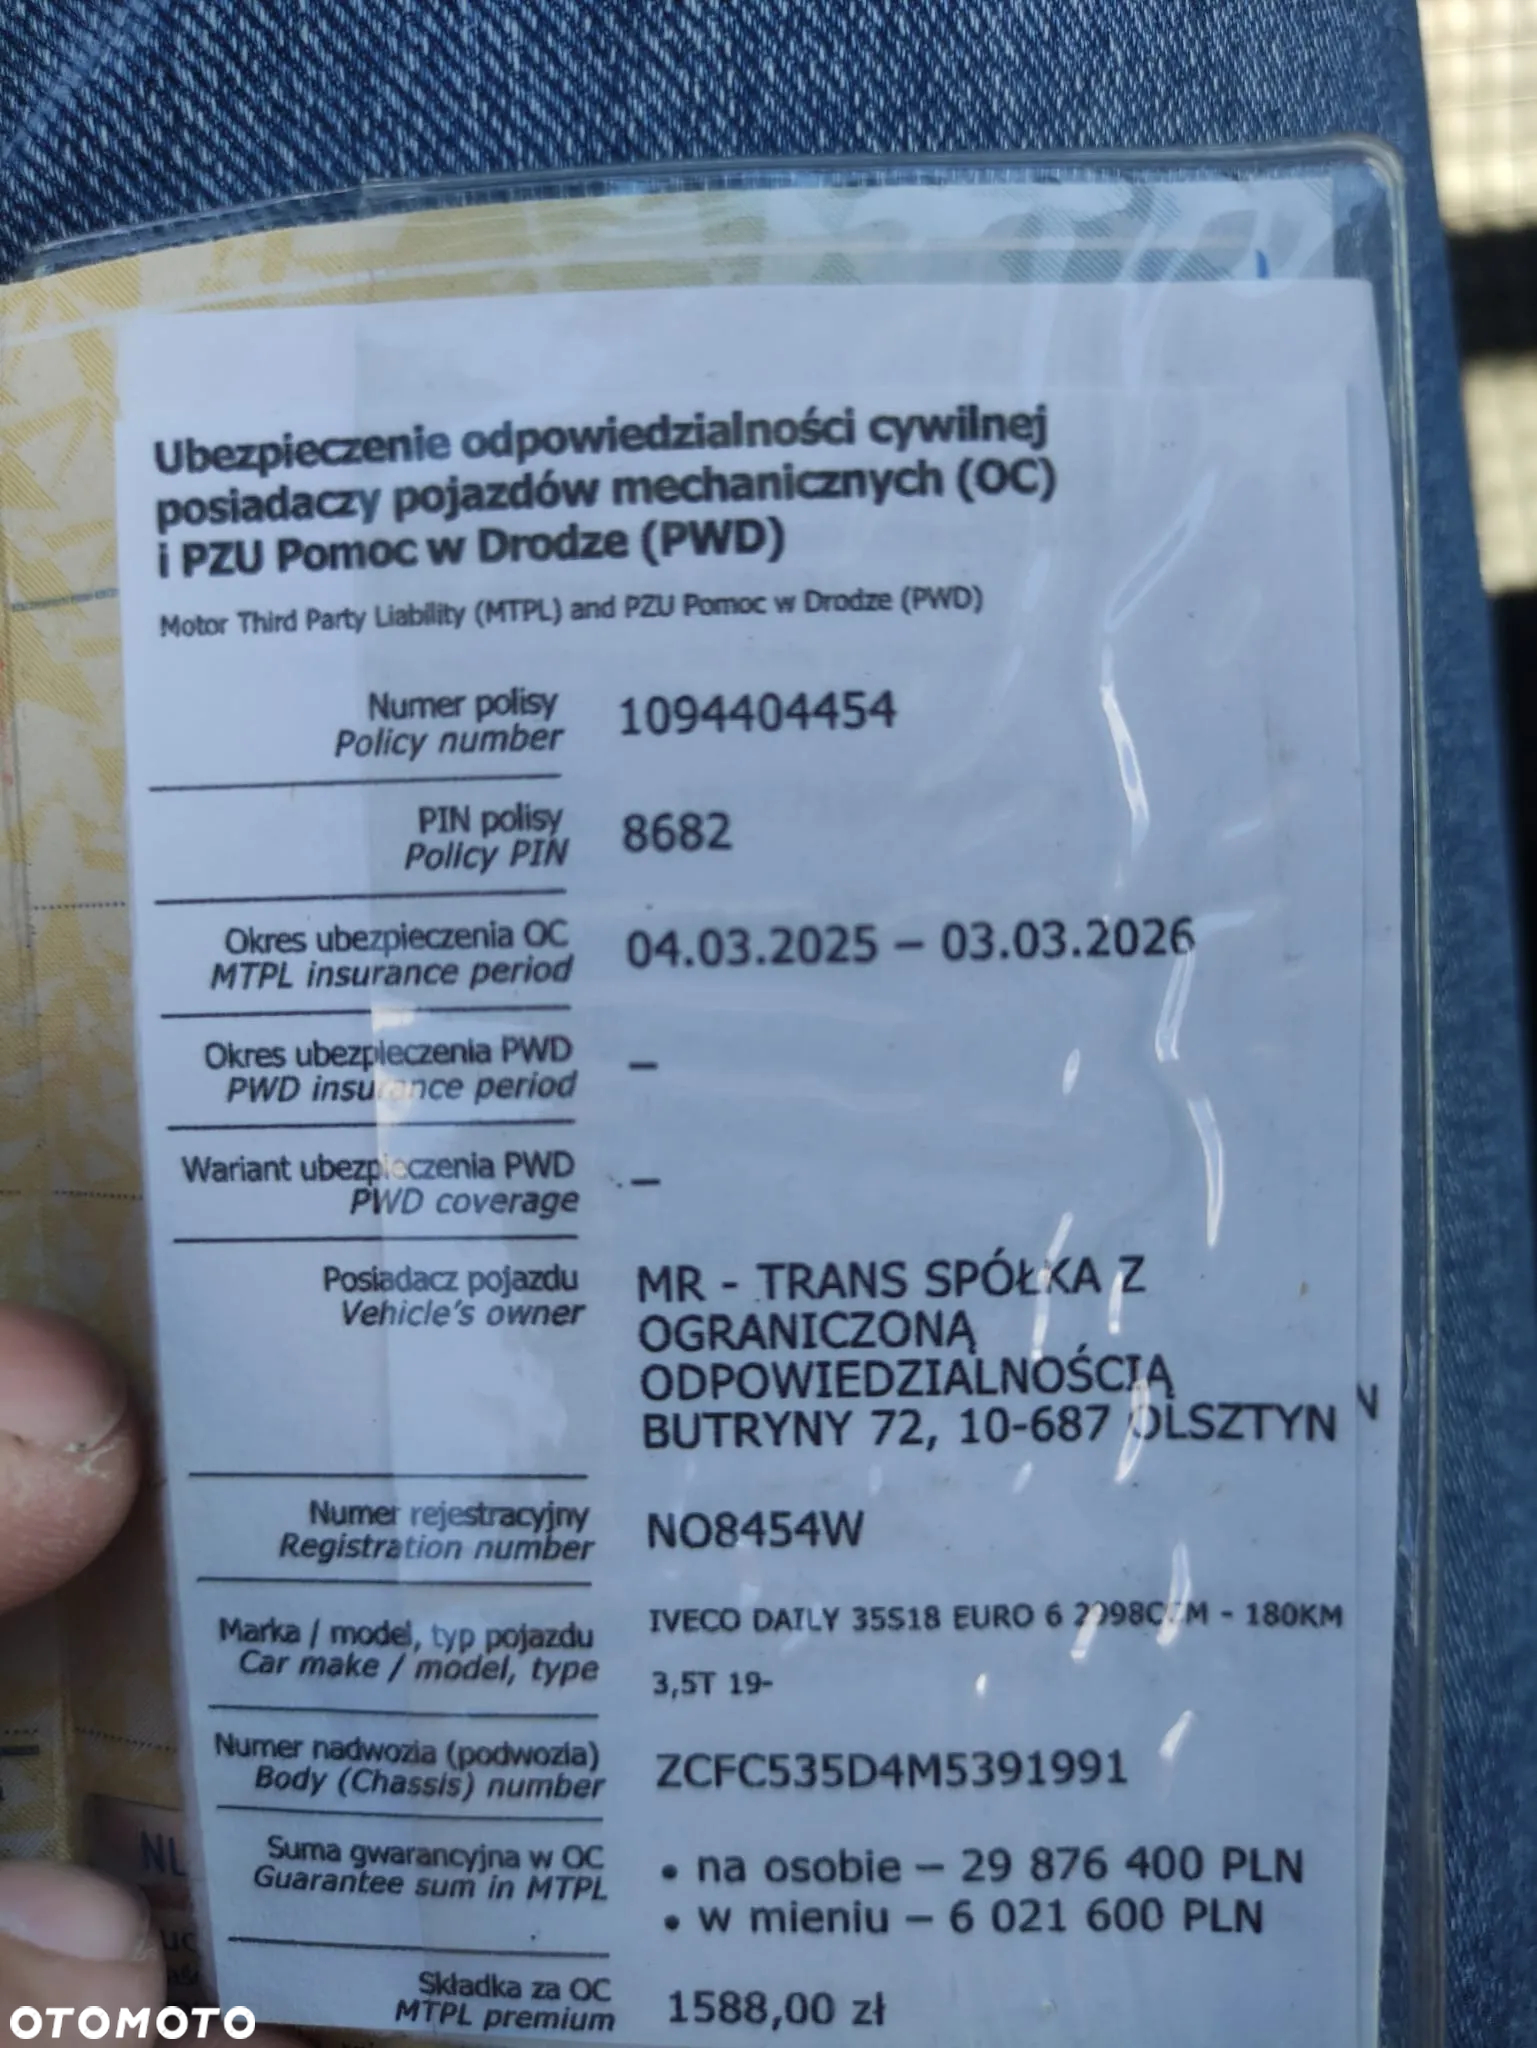 Ubezpieczenie odpowiedzialności cywilnej
posiadaczy pojazdów mechanicznych (OC)
i PZU Pomoc w Drodze (PWD)
Motor Third Party Liability (MTPL) and PZU Pomoc w Drodze (PWD)
Numer polisy
Policy number
1094404454
PIN polisy
Policy PIN
8682
Okres ubezpieczenia OC
MTPL insurance period
04.03.2025 – 03.03.2026
Okres ubezpieczenia PWD
PWD insurance period
–
Wariant ubezpieczenia PWD
PWD coverage
–
Posiadacz pojazdu
Vehicle's owner
MR - TRANS SPÓŁKA Z
OGRANICZONĄ
ODPOWIEDZIALNOŚCIĄ
BUTRYNY 72, 10-687 OLSZTYN
N
Numer rejestracyjny
Registration number
NO8454W
Marka / model, typ pojazdu
Car make / model, type
IVECO DAILY 35S18 EURO 6 2998CCM - 180KM
3,5T 19-
Numer nadwozia (podwozia)
Body (Chassis) number
ZCFC535D4M5391991
Suma gwarancyjna w OC
Guarantee sum in MTPL
• na osobie – 29 876 400 PLN
• w mieniu – 6 021 600 PLN
Składka za OC
MTPL premium
1588,00 zł
NL
OTOMOTO